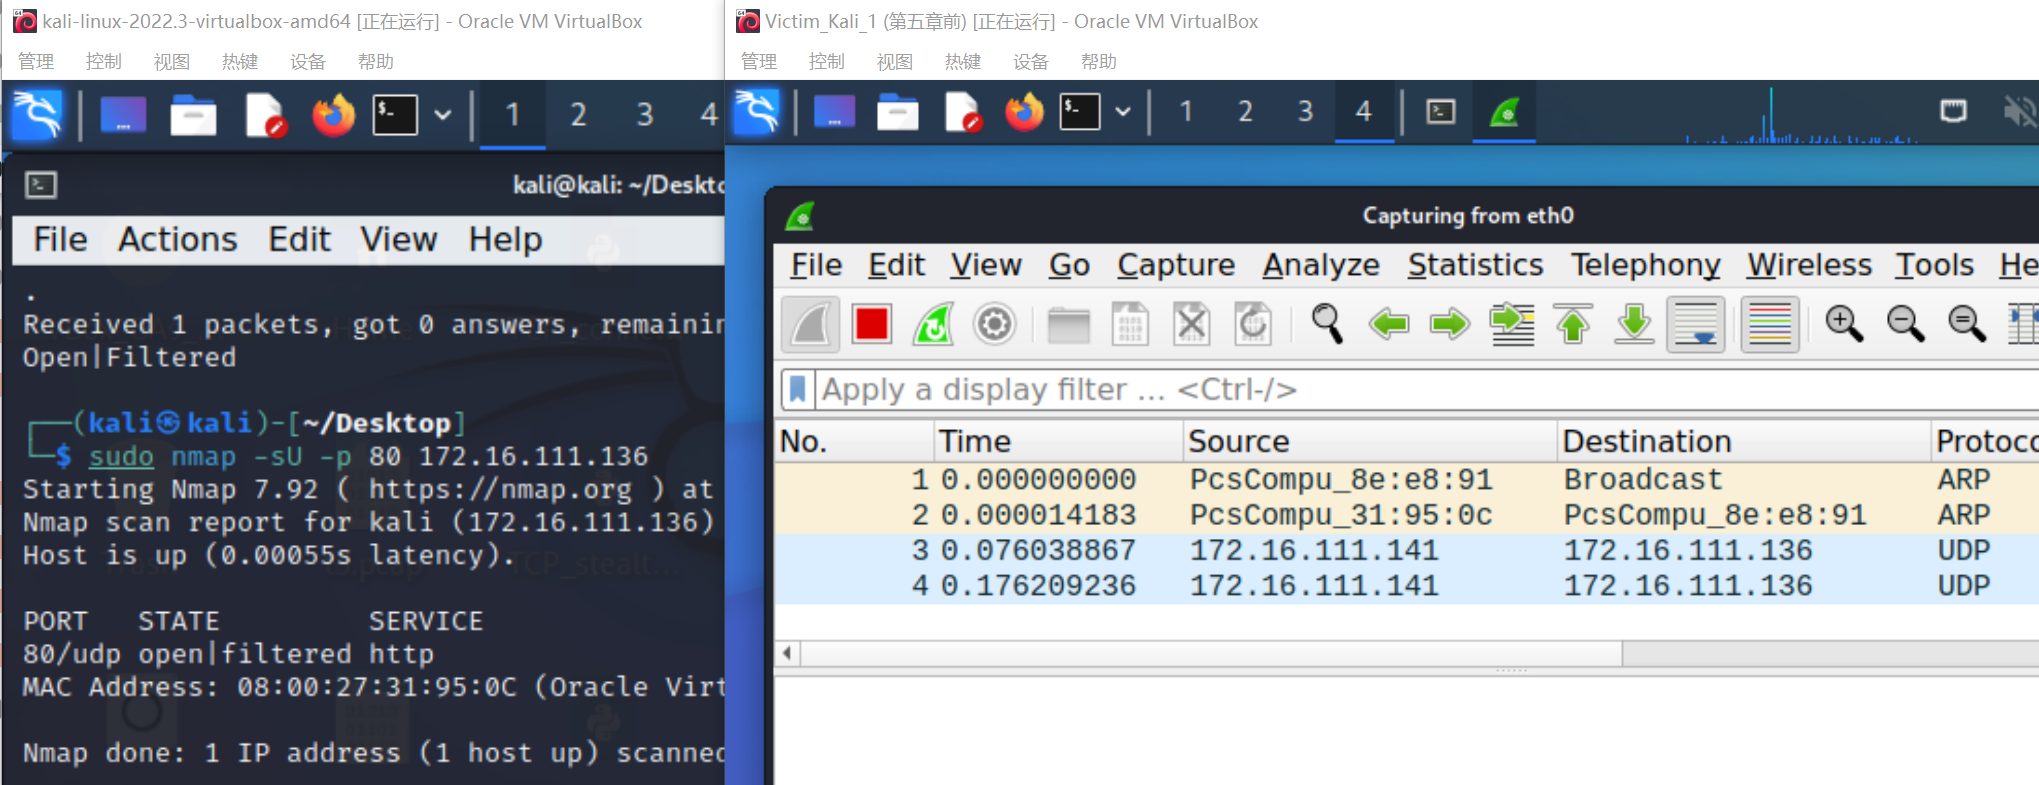 kali-linux-2022.3-virtualbox-amd64 [正在运行] - Oracle VM VirtualBox
管理 控制 视图 热键 设备 帮助
1 2 3 4
kali@kali: ~/Deskto
File Actions Edit View Help
.
Received 1 packets, got 0 answers, remainin
Open|Filtered
(kali㉿kali)-[~/Desktop]
$ sudo nmap -sU -p 80 172.16.111.136
Starting Nmap 7.92 ( https://nmap.org ) at
Nmap scan report for kali (172.16.111.136)
Host is up (0.00055s latency).
PORT STATE SERVICE
80/udp open|filtered http
MAC Address: 08:00:27:31:95:0C (Oracle Virt
Nmap done: 1 IP address (1 host up) scanned
Victim_Kali_1 (第五章前) [正在运行] - Oracle VM VirtualBox
管理 控制 视图 热键 设备 帮助
1 2 3 4
Capturing from eth0
File Edit View Go Capture Analyze Statistics Telephony Wireless Tools He
Apply a display filter ... <Ctrl-/>
No. Time Source Destination Protoco
1 0.000000000 PcsCompu_8e:e8:91 Broadcast ARP
2 0.000014183 PcsCompu_31:95:0c PcsCompu_8e:e8:91 ARP
3 0.076038867 172.16.111.141 172.16.111.136 UDP
4 0.176209236 172.16.111.141 172.16.111.136 UDP